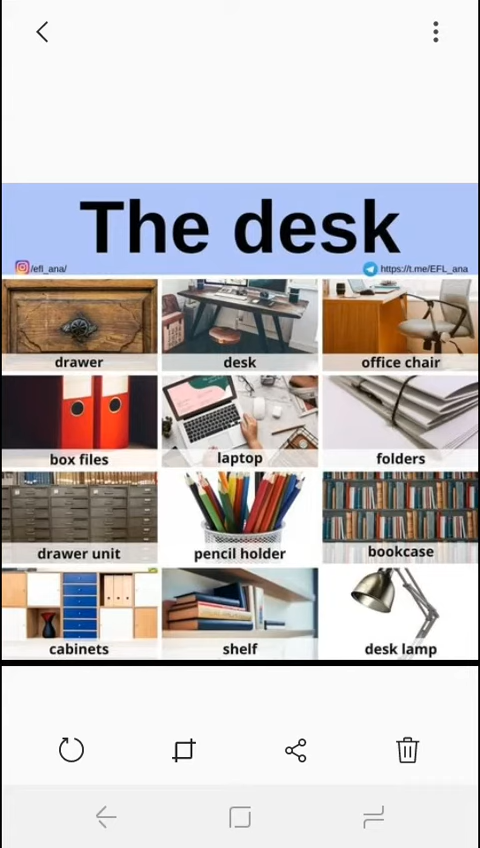 The desk
/efl_ana/ https://t.me/EFL_ana
drawer desk office chair
box files laptop folders
drawer unit pencil holder bookcase
cabinets shelf desk lamp